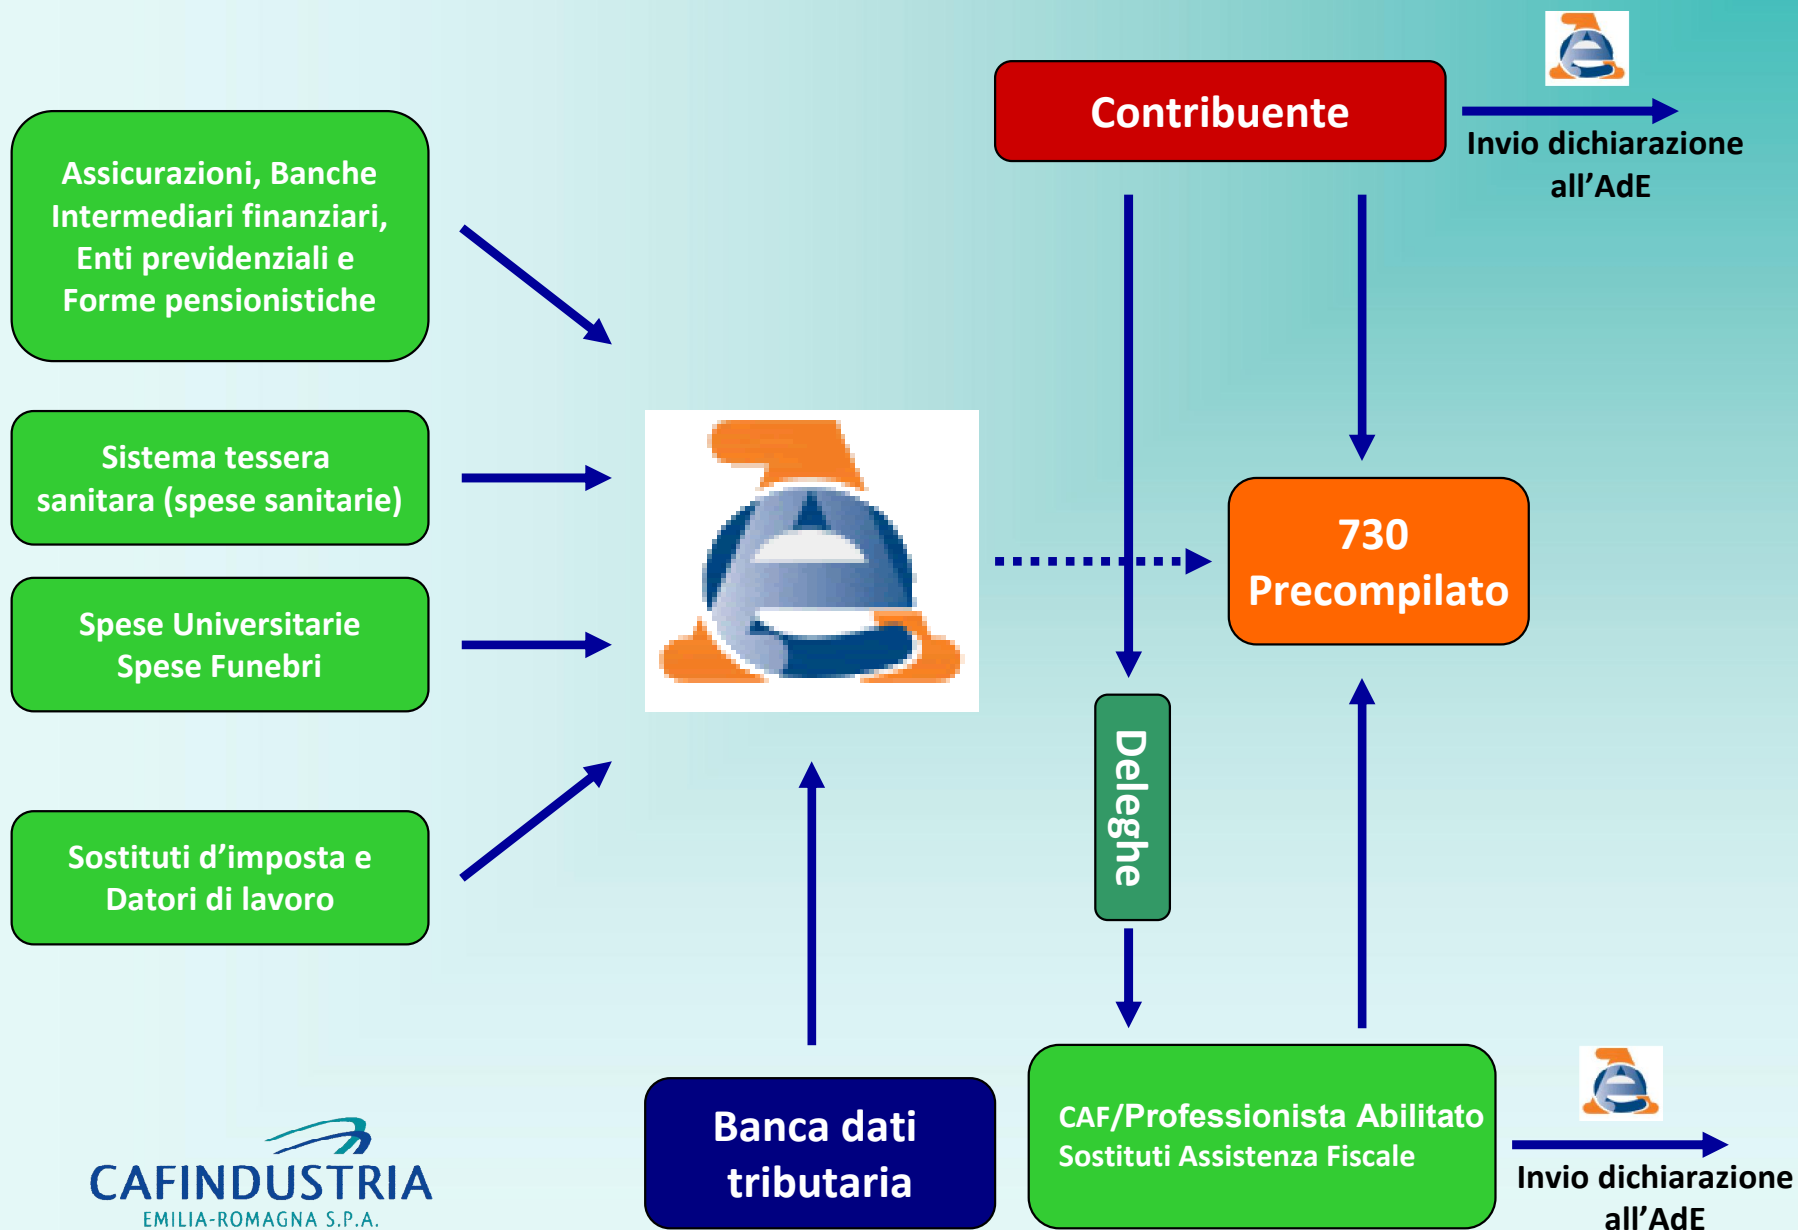 Contribuente
Invio dichiarazione
all’AdE
Assicurazioni, Banche
Intermediari finanziari,
Enti previdenziali e
Forme pensionistiche
Sistema tessera
sanitara (spese sanitarie)
Spese Universitarie
Spese Funebri
Sostituti d’imposta e
Datori di lavoro
730
Precompilato
Deleghe
Banca dati
tributaria
CAF/Professionista Abilitato
Sostituti Assistenza Fiscale
Invio dichiarazione
all’AdE
CAFINDUSTRIA
EMILIA-ROMAGNA S.P.A.